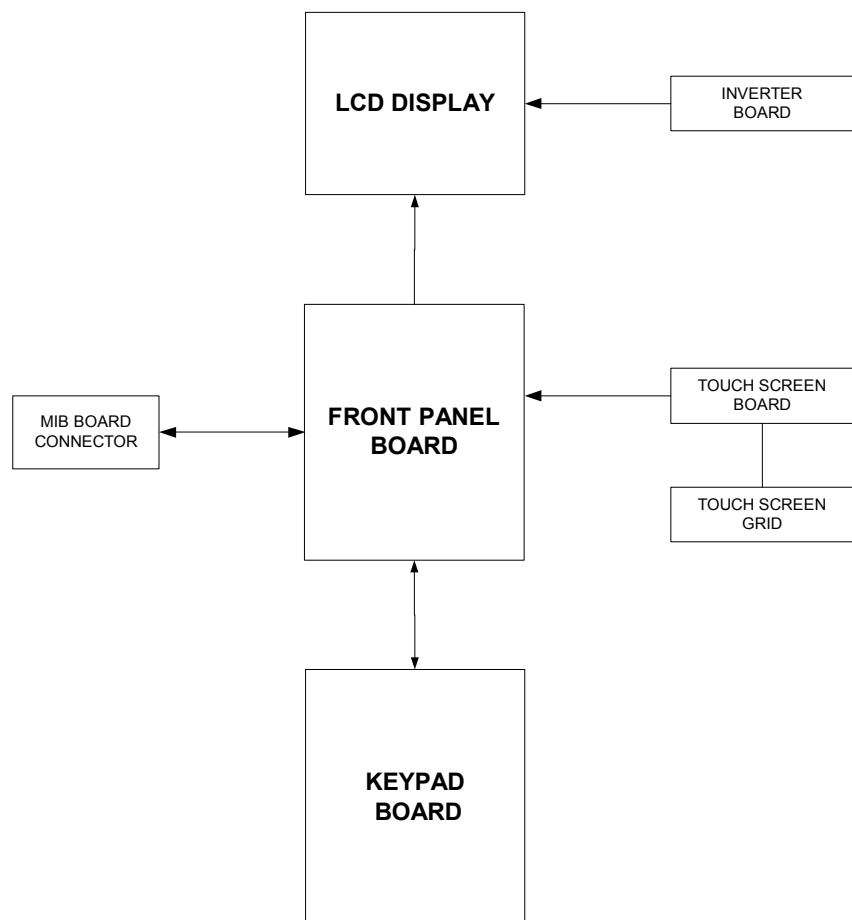 LCD DISPLAY
INVERTER
BOARD
FRONT PANEL
BOARD
MIB BOARD
CONNECTOR
TOUCH SCREEN
BOARD
TOUCH SCREEN
GRID
KEYPAD
BOARD